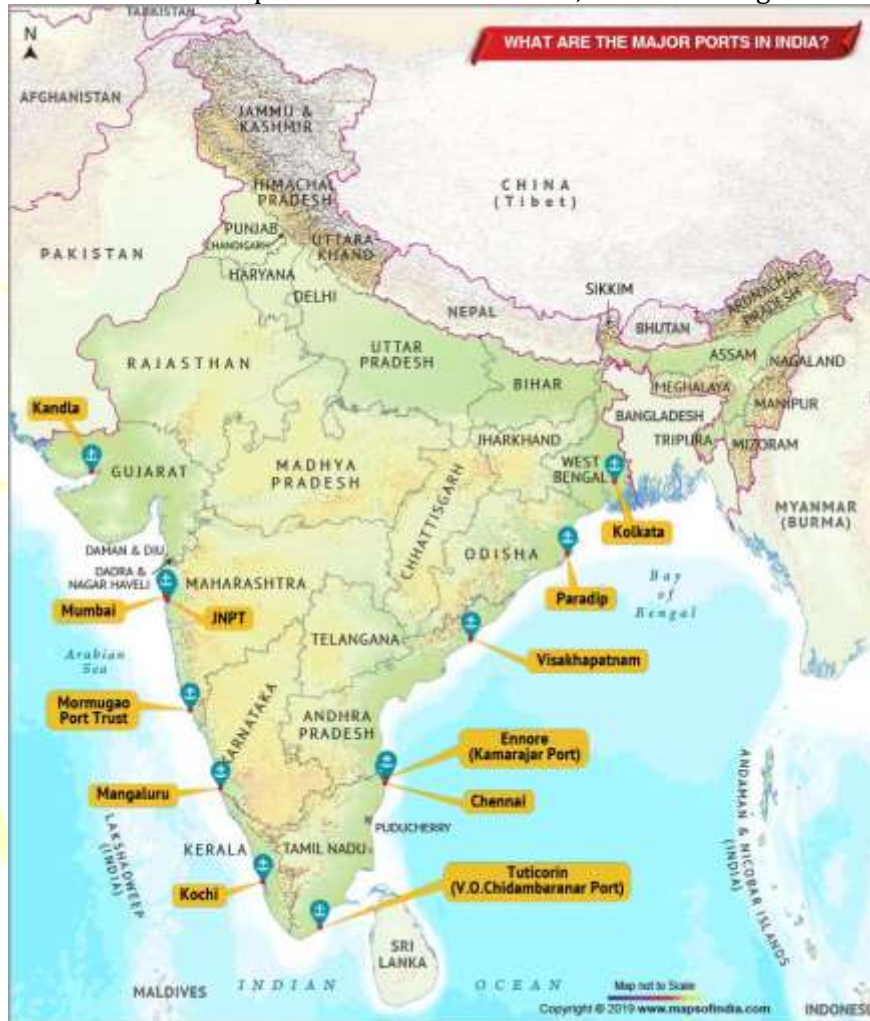 WHAT ARE THE MAJOR PORTS IN INDIA?
N
AFGHANISTAN
JAMMU &
KASHMIR
CHINA
(Tibet)
HIMACHAL
PRADESH
PUNJAB
CHANDIGARH
UTTARA
KHAND
PAKISTAN
HARYANA
DELHI
NEPAL
SIKKIM
BHUTAN
ARUNACHAL
PRADESH
RAJASTHAN
UTTAR
PRADESH
ASSAM
NAGALAND
BIHAR
MEGHALAYA
MANIPUR
Kandla
BANGLADESH
JHARKHAND
TRIPURA
MIZORAM
GUJARAT
MADHYA
PRADESH
WEST
BENGAL
CHHATTISGARH
MYANMAR
(BURMA)
Kolkata
DAMAN & DIU
DADRA &
NAGAR HAVELI
ODISHA
MAHARASHTRA
Paradip
Bay
of
Bengal
Mumbai
JNPT
TELANGANA
Visakhapatnam
Arabian
Sea
Mormugao
Port Trust
KARNATAKA
ANDHRA
PRADESH
Ennore
(Kamarajar Port)
Mangaluru
Chennai
PUDUCHERRY
LAKSHADWEEP
(INDIA)
KERALA
TAMIL NADU
ANDAMAN & NICOBAR ISLANDS
(INDIA)
Kochi
Tuticorin
(V.O.Chidambaranar Port)
SRI
LANKA
MALDIVES
INDIAN OCEAN
Map not to Scale
Copyright © 2019 www.mapsofindia.com